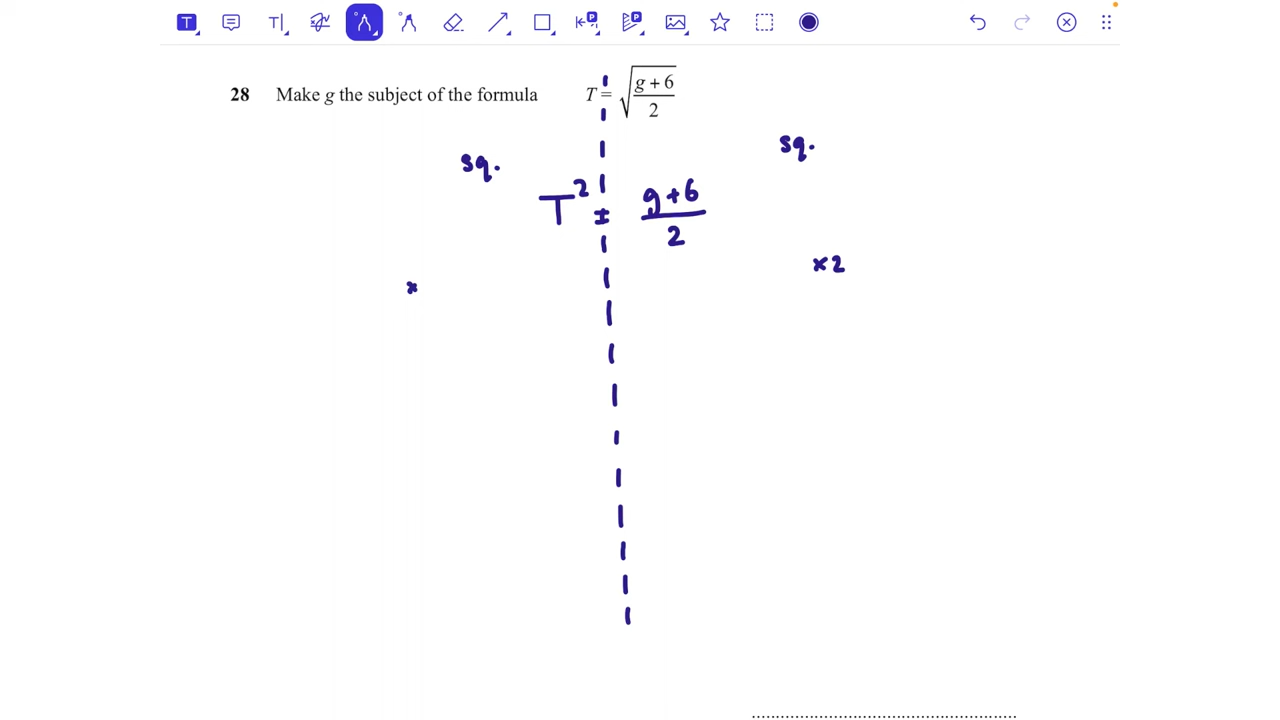 28 Make g the subject of the formula T = √((g + 6)/2)
sq. sq.
T² = (g + 6)/2
× ×2